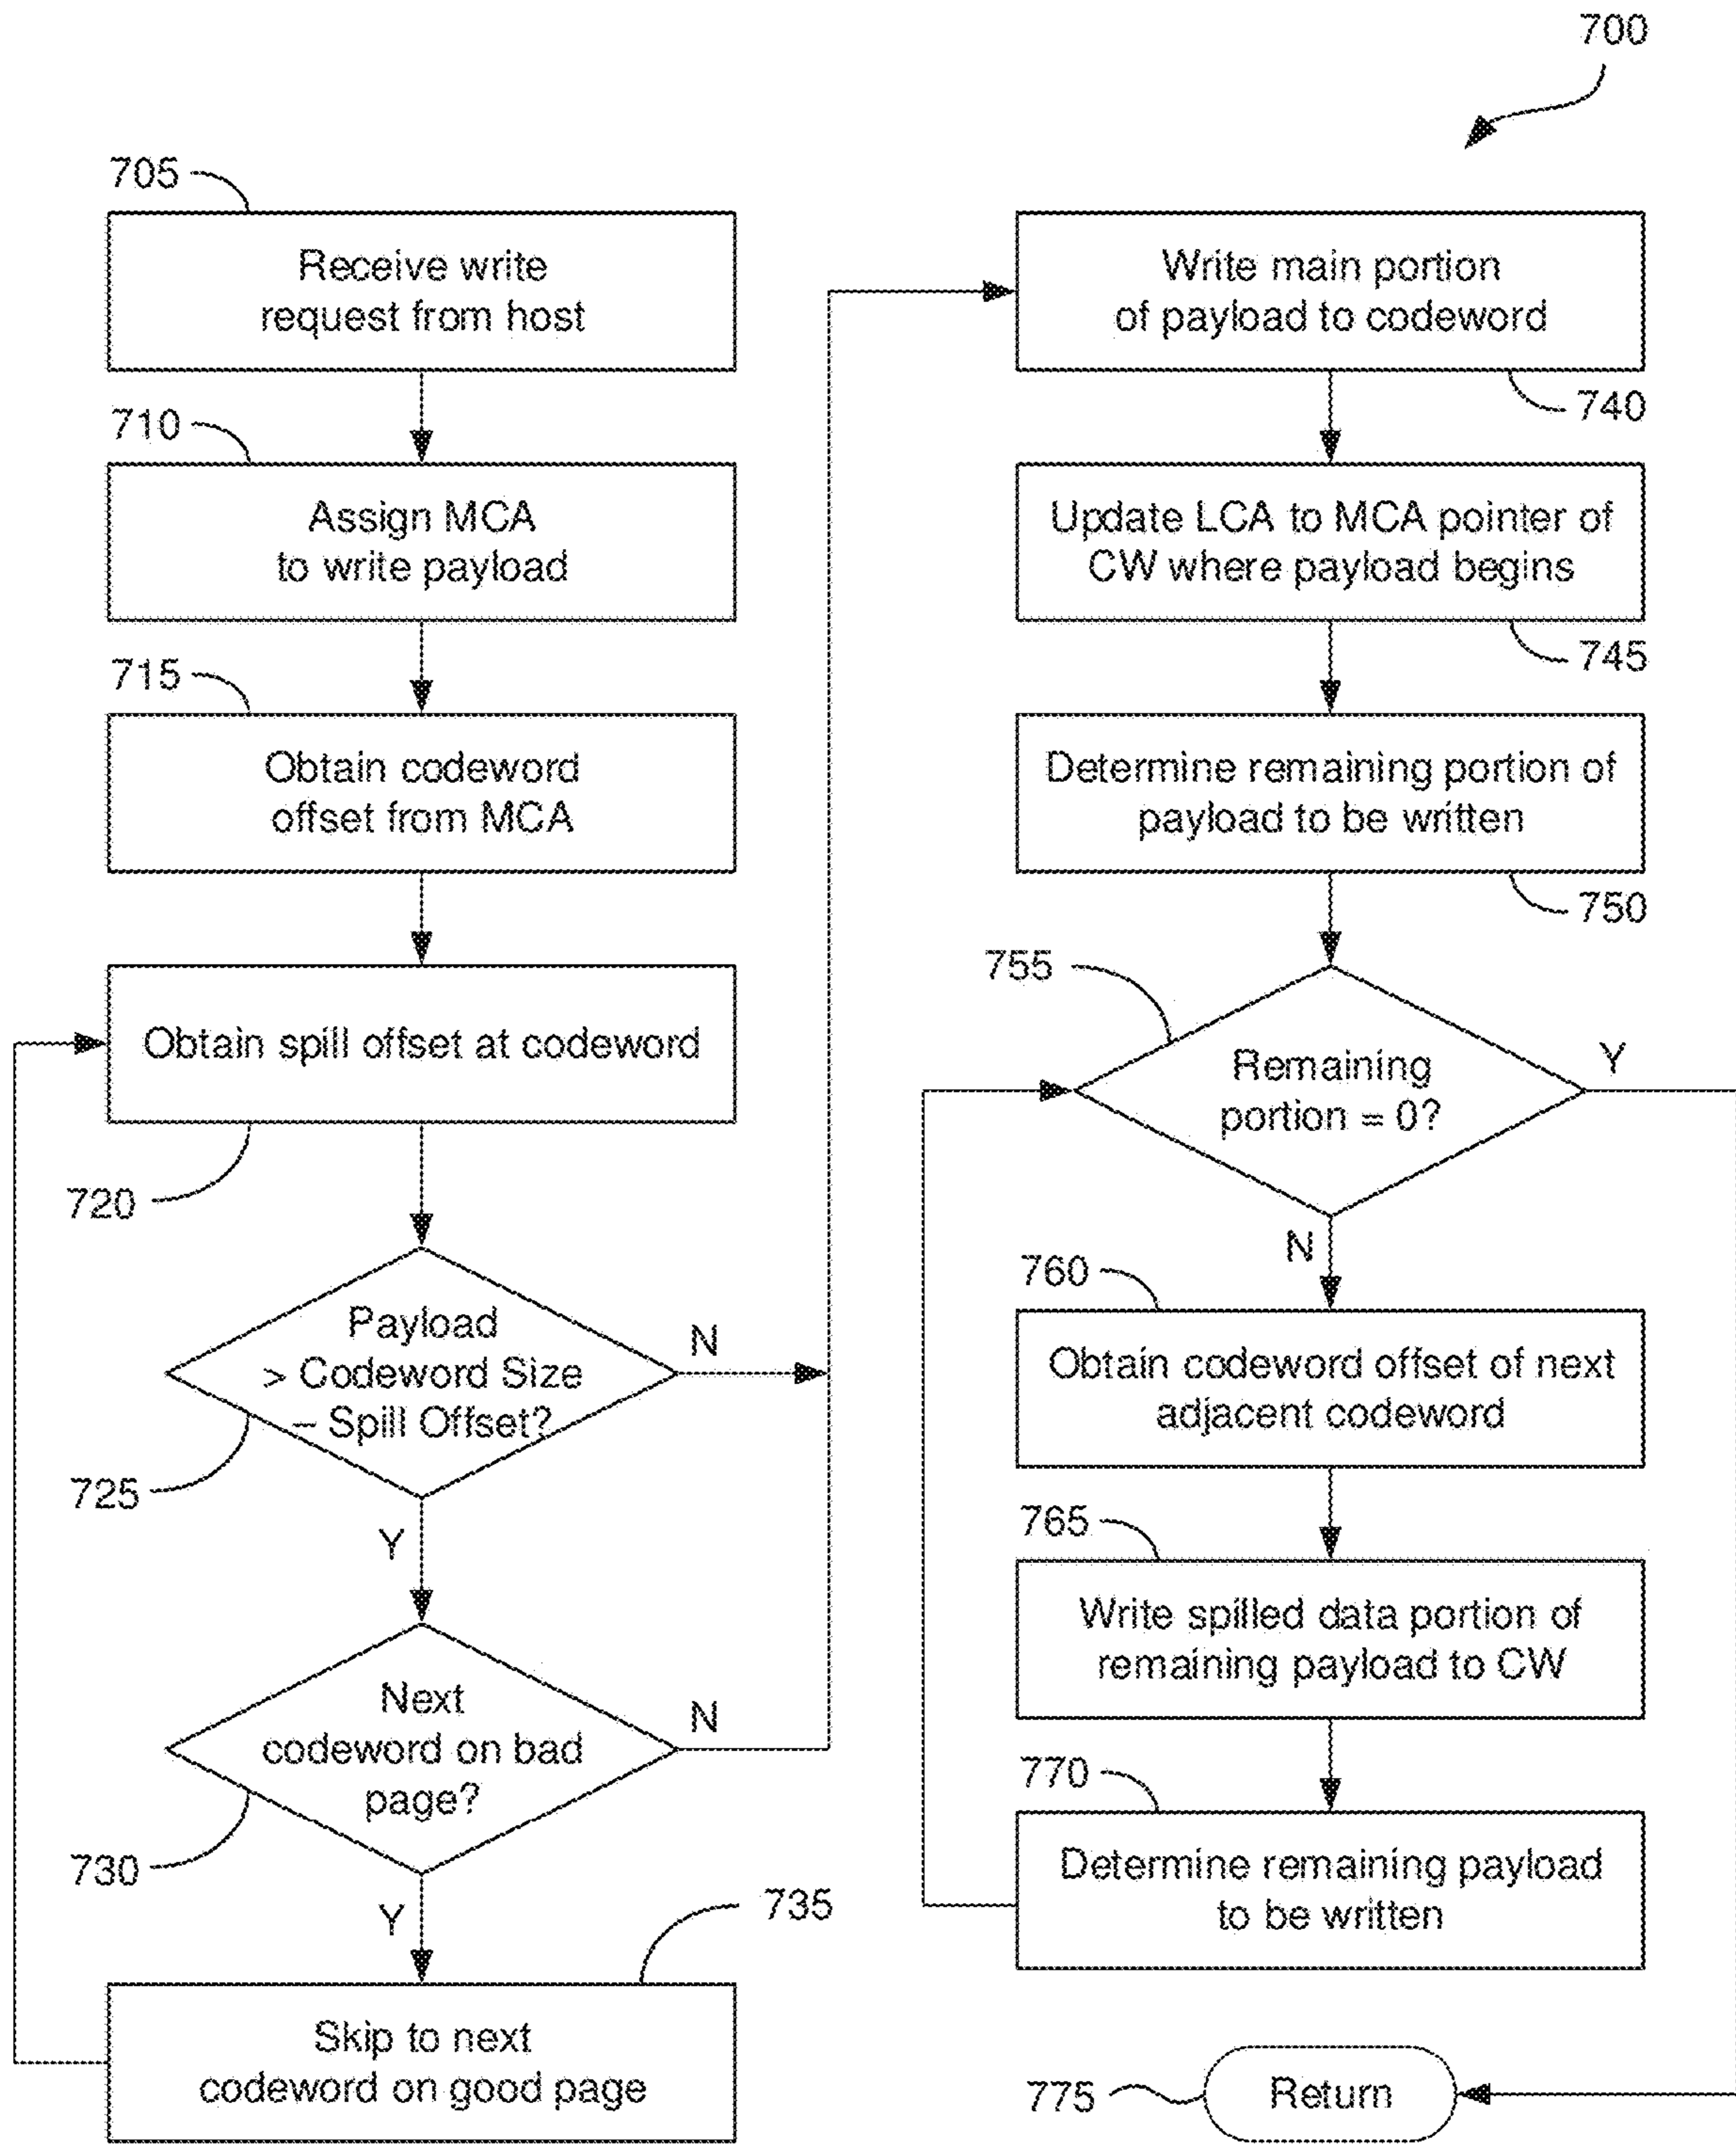 700
705
Receive write
request from host
710
Assign MCA
to write payload
715
Obtain codeword
offset from MCA
Obtain spill offset at codeword
720
Payload
> Codeword Size
– Spill Offset?
N
725
Y
Next
codeword on bad
page?
N
730
Y
735
Skip to next
codeword on good page
Write main portion
of payload to codeword
740
Update LCA to MCA pointer of
CW where payload begins
745
Determine remaining portion of
payload to be written
750
755
Remaining
portion = 0?
Y
N
760
Obtain codeword offset of next
adjacent codeword
765
Write spilled data portion of
remaining payload to CW
770
Determine remaining payload
to be written
775
Return